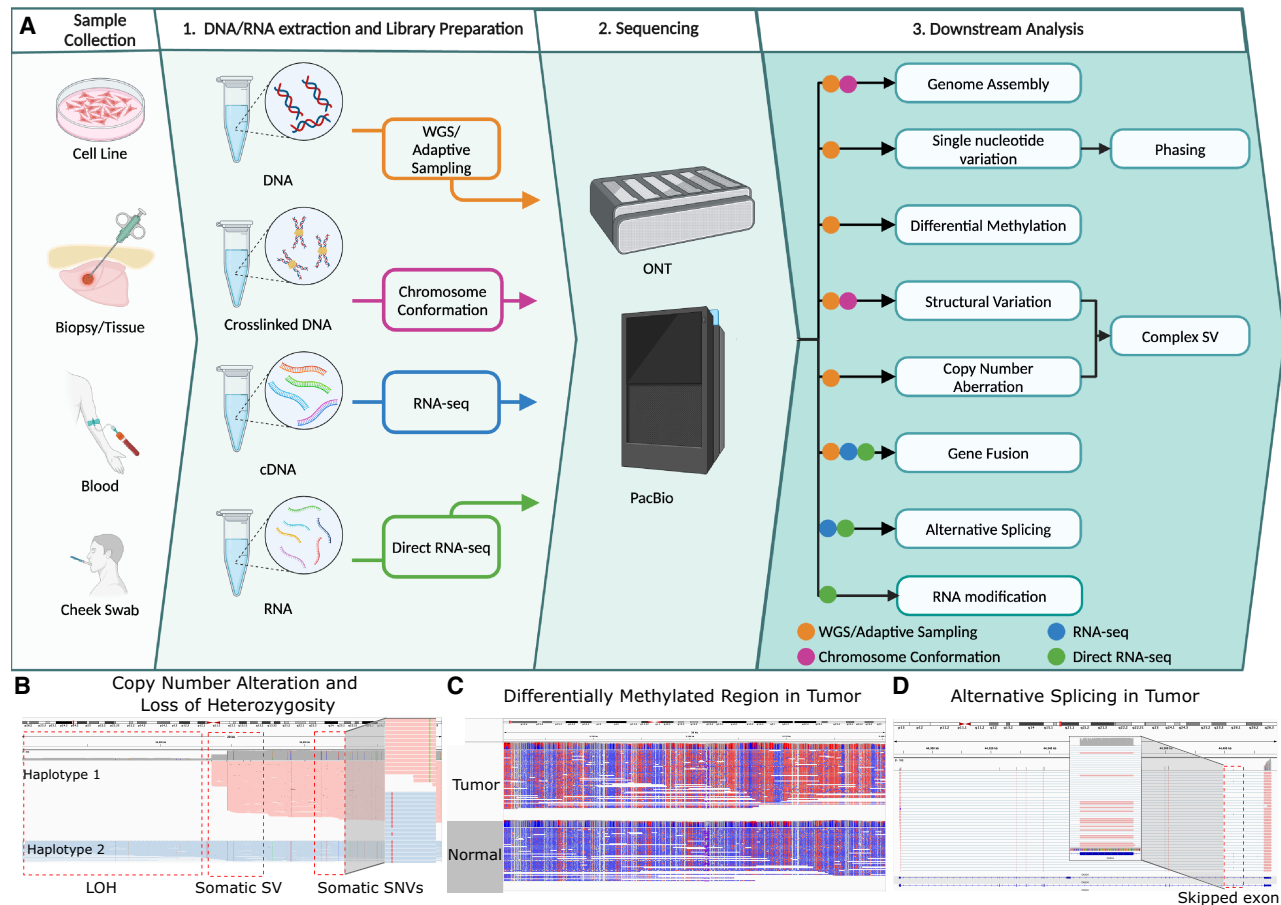 A
Sample
Collection
1. DNA/RNA extraction and Library Preparation
2. Sequencing
3. Downstream Analysis
Cell Line
Biopsy/Tissue
Blood
Cheek Swab
DNA
WGS/
Adaptive
Sampling
Crosslinked DNA
Chromosome
Conformation
cDNA
RNA-seq
RNA
Direct RNA-seq
ONT
PacBio
Genome Assembly
Single nucleotide
variation
Phasing
Differential Methylation
Structural Variation
Complex SV
Copy Number
Aberration
Gene Fusion
Alternative Splicing
RNA modification
WGS/Adaptive Sampling
RNA-seq
Chromosome Conformation
Direct RNA-seq
B
Copy Number Alteration and
Loss of Heterozygosity
Haplotype 1
Haplotype 2
LOH
Somatic SV
Somatic SNVs
C
Differentially Methylated Region in Tumor
Tumor
Normal
D
Alternative Splicing in Tumor
Skipped exon